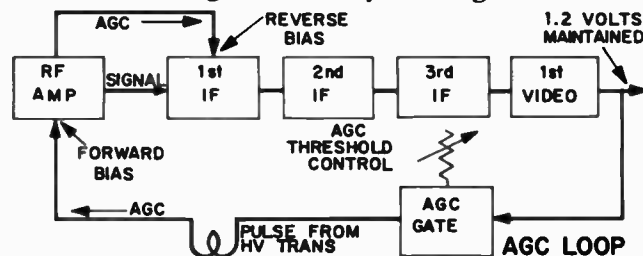 AGC
REVERSE
BIAS
1.2 VOLTS
MAINTAINED
RF
AMP
SIGNAL
1st
IF
2nd
IF
3rd
IF
1st
VIDEO
FORWARD
BIAS
AGC
THRESHOLD
CONTROL
AGC
PULSE FROM
HV TRANS
AGC
GATE
AGC LOOP